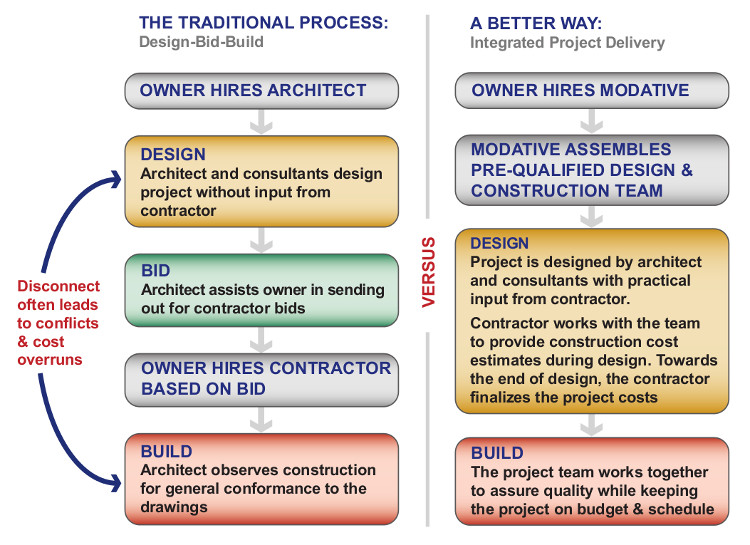 THE TRADITIONAL PROCESS:
Design-Bid-Build
OWNER HIRES ARCHITECT
DESIGN
Architect and consultants design
project without input from
contractor
BID
Architect assists owner in sending
out for contractor bids
OWNER HIRES CONTRACTOR
BASED ON BID
BUILD
Architect observes construction
for general conformance to the
drawings
Disconnect
often leads
to conflicts
& cost
overruns
VERSUS
A BETTER WAY:
Integrated Project Delivery
OWNER HIRES MODATIVE
MODATIVE ASSEMBLES
PRE-QUALIFIED DESIGN &
CONSTRUCTION TEAM
DESIGN
Project is designed by architect
and consultants with practical
input from contractor.
Contractor works with the team
to provide construction cost
estimates during design. Towards
the end of design, the contractor
finalizes the project costs
BUILD
The project team works together
to assure quality while keeping
the project on budget & schedule